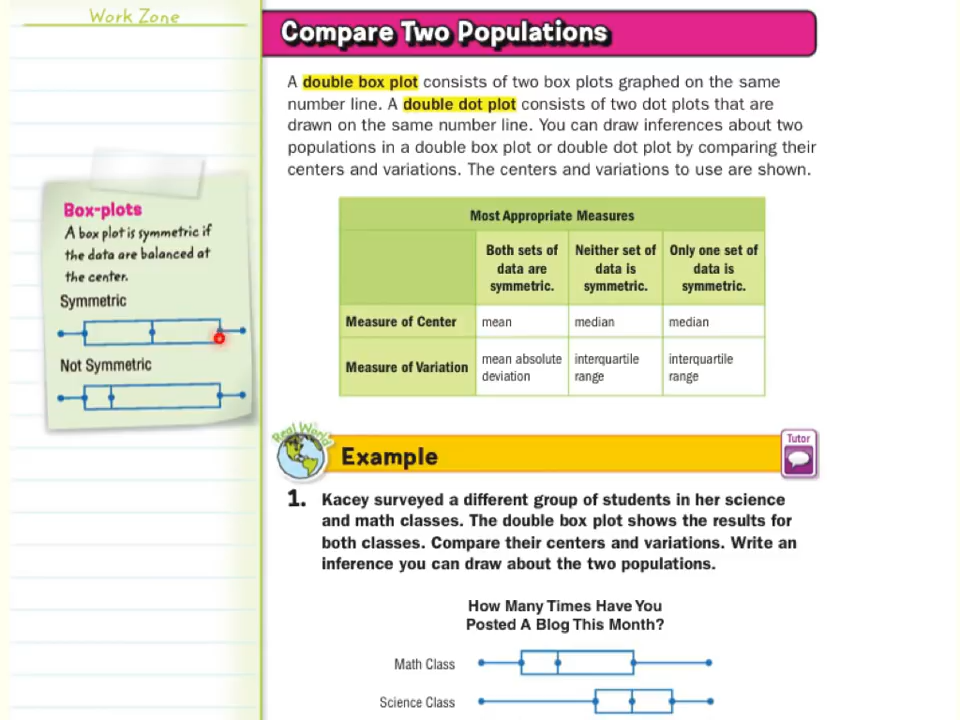 Work Zone
Compare Two Populations
A double box plot consists of two box plots graphed on the same
number line. A double dot plot consists of two dot plots that are
drawn on the same number line. You can draw inferences about two
populations in a double box plot or double dot plot by comparing their
centers and variations. The centers and variations to use are shown.
Box-plots
A box plot is symmetric if
the data are balanced at
the center.
Symmetric
Not Symmetric
Most Appropriate Measures
Both sets of data are symmetric.
Neither set of data is symmetric.
Only one set of data is symmetric.
Measure of Center mean median median
Measure of Variation mean absolute deviation interquartile range interquartile range
Real World
Example
Tutor
1. Kacey surveyed a different group of students in her science
and math classes. The double box plot shows the results for
both classes. Compare their centers and variations. Write an
inference you can draw about the two populations.
How Many Times Have You
Posted A Blog This Month?
Math Class
Science Class